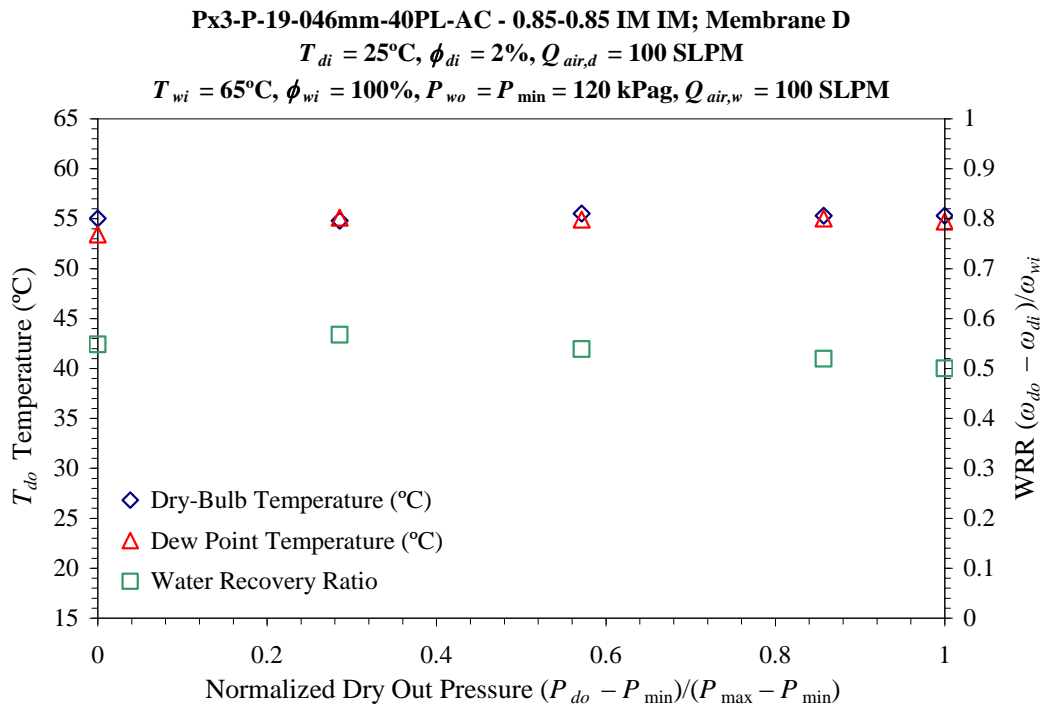 Px3-P-19-046mm-40PL-AC - 0.85-0.85 IM IM; Membrane D
T di = 25ºC, ϕ di = 2%, Q air,d = 100 SLPM
T wi = 65ºC, ϕ wi = 100%, P wo = P min = 120 kPag, Q air,w = 100 SLPM
65
60
55
50
45
40
35
30
25
20
15
T do Temperature (ºC)
1
0.9
0.8
0.7
0.6
0.5
0.4
0.3
0.2
0.1
0
WRR (ω do − ω di )/ω wi
Dry-Bulb Temperature (ºC)
Dew Point Temperature (ºC)
Water Recovery Ratio
0 0.2 0.4 0.6 0.8 1
Normalized Dry Out Pressure (P do – P min)/(P max – P min)